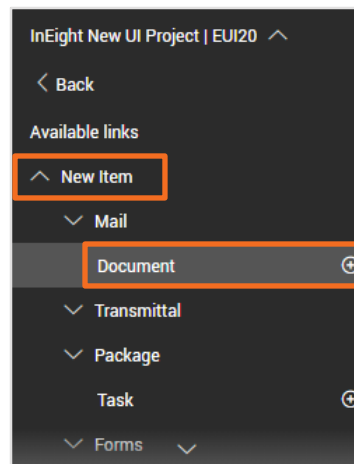 InEight New UI Project | EUI20
Back
Available links
New Item
Mail
Document
Transmittal
Package
Task
Forms